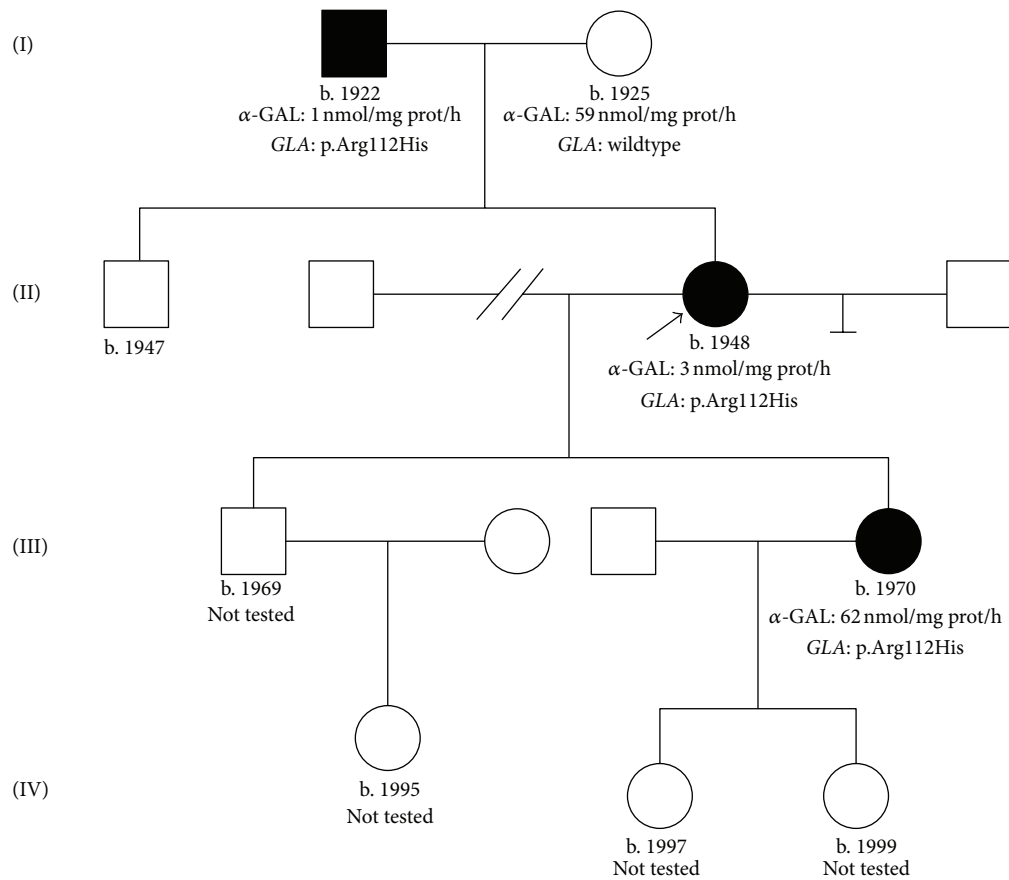 (I)
b. 1922
α-GAL: 1 nmol/mg prot/h
GLA: p.Arg112His
b. 1925
α-GAL: 59 nmol/mg prot/h
GLA: wildtype
(II)
b. 1947
b. 1948
α-GAL: 3 nmol/mg prot/h
GLA: p.Arg112His
(III)
b. 1969
Not tested
b. 1970
α-GAL: 62 nmol/mg prot/h
GLA: p.Arg112His
(IV)
b. 1995
Not tested
b. 1997
Not tested
b. 1999
Not tested